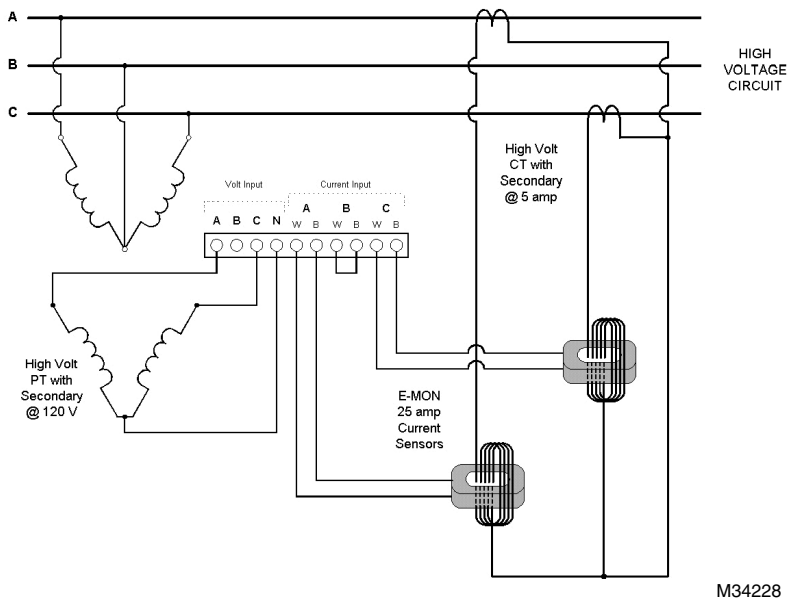 A
B
C
HIGH
VOLTAGE
CIRCUIT
High Volt
CT with
Secondary
@ 5 amp
Volt Input
Current Input
A B C
A B C N W B W B W B
High Volt
PT with
Secondary
@ 120 V
E-MON
25 amp
Current
Sensors
M34228